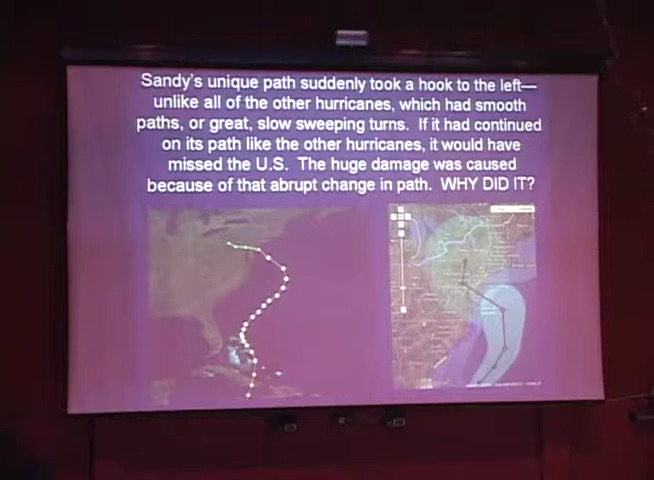 Sandy's unique path suddenly took a hook to the left—
unlike all of the other hurricanes, which had smooth
paths, or great, slow sweeping turns.  If it had continued
on its path like the other hurricanes, it would have
missed the U.S.  The huge damage was caused
because of that abrupt change in path.  WHY DID IT?